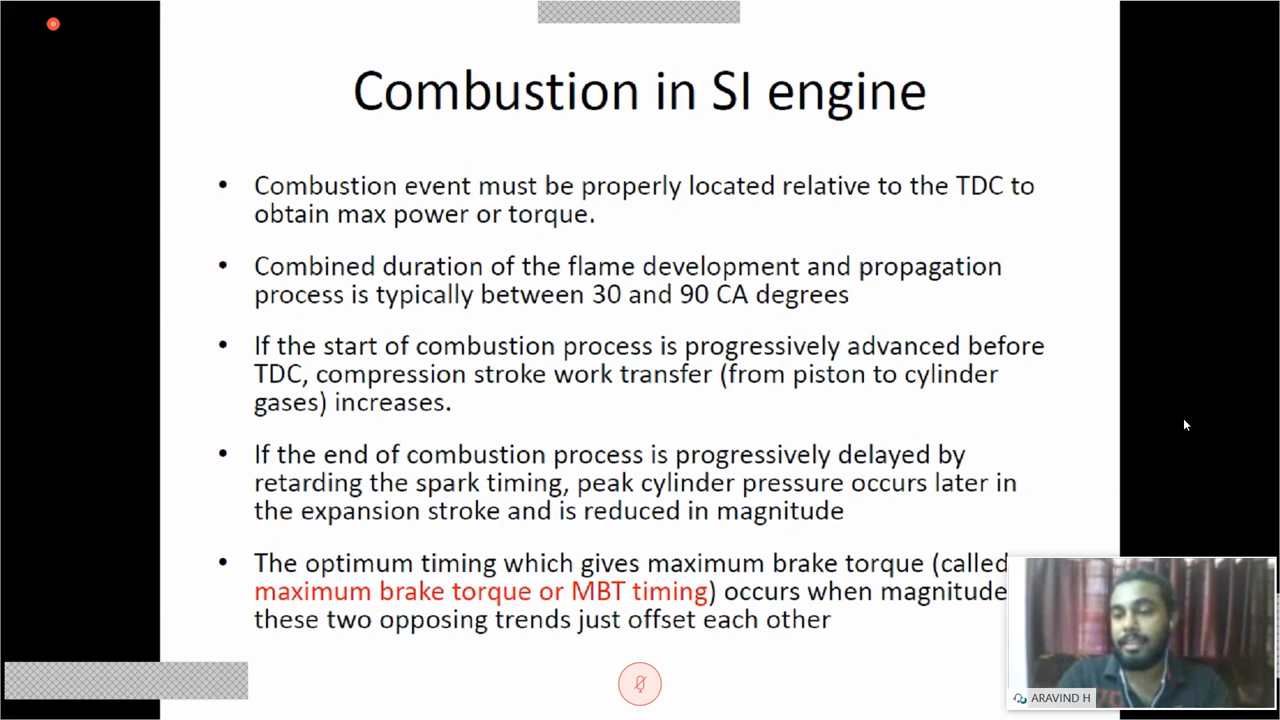 Combustion in SI engine
• Combustion event must be properly located relative to the TDC to
obtain max power or torque.
• Combined duration of the flame development and propagation
process is typically between 30 and 90 CA degrees
• If the start of combustion process is progressively advanced before
TDC, compression stroke work transfer (from piston to cylinder
gases) increases.
• If the end of combustion process is progressively delayed by
retarding the spark timing, peak cylinder pressure occurs later in
the expansion stroke and is reduced in magnitude
• The optimum timing which gives maximum brake torque (called
maximum brake torque or MBT timing) occurs when magnitude
these two opposing trends just offset each other
ARAVIND H